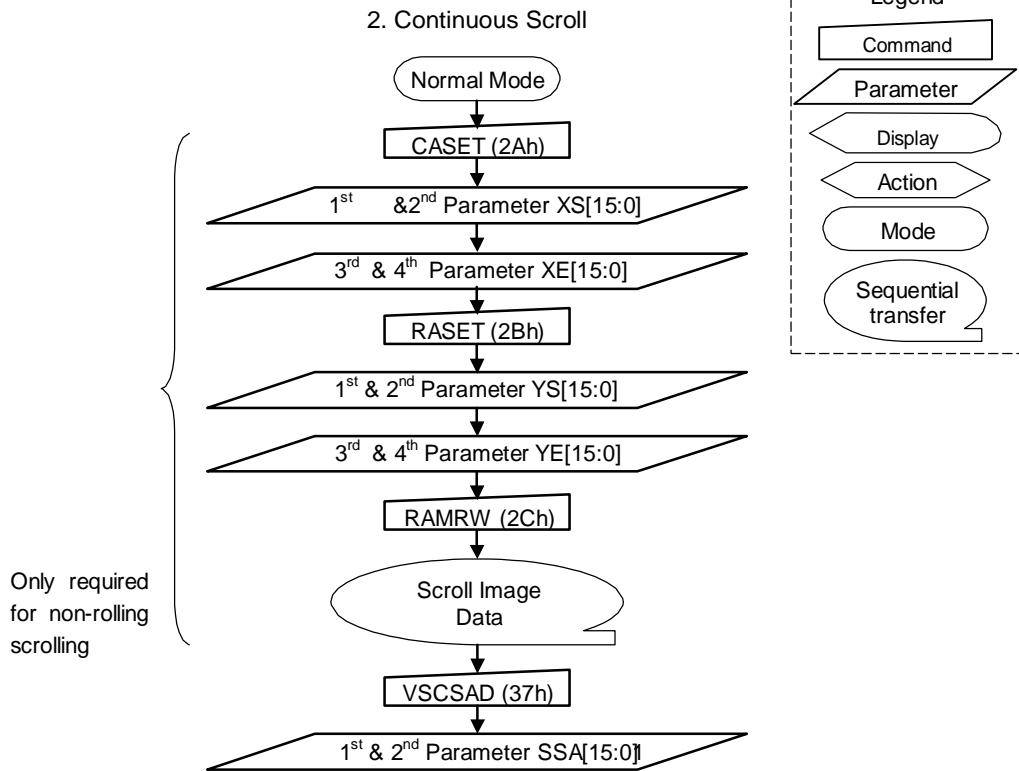 2. Continuous Scroll
Normal Mode
CASET (2Ah)
1st &2nd Parameter XS[15:0]
3rd & 4th Parameter XE[15:0]
RASET (2Bh)
1st & 2nd Parameter YS[15:0]
3rd & 4th Parameter YE[15:0]
RAMRW (2Ch)
Scroll Image
Data
VSCSAD (37h)
1st & 2nd Parameter SSA[15:0]1
Only required
for non-rolling
scrolling
Legend
Command
Parameter
Display
Action
Mode
Sequential
transfer